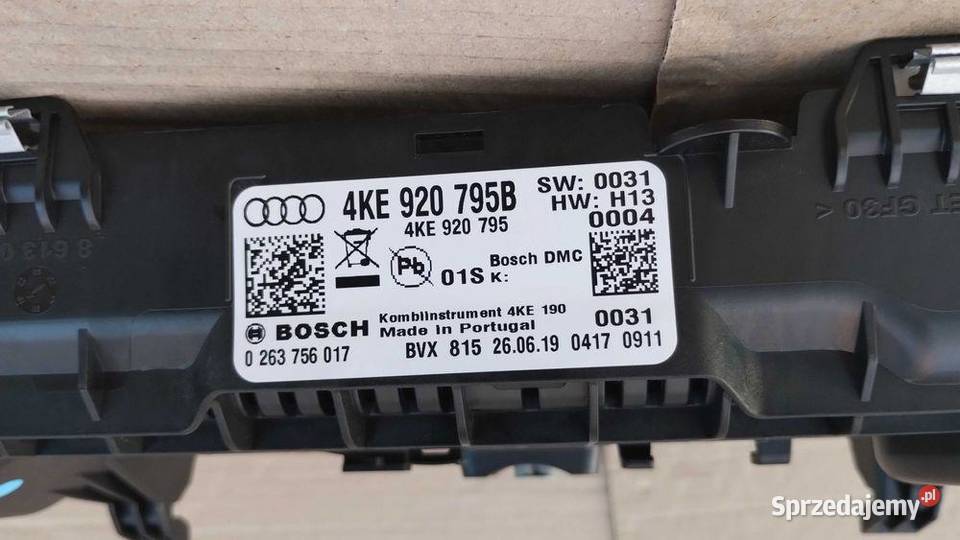 4KE 920 795B
SW: 0031
HW: H13
4KE 920 795
0004
Pb
01S
Bosch DMC
K:
BOSCH
Kombiinstrument 4KE 190
Made In Portugal
0031
0 263 756 017
BVX 815 26.06.19 0417 0911
GF30 <
Sprzedajemy.pl